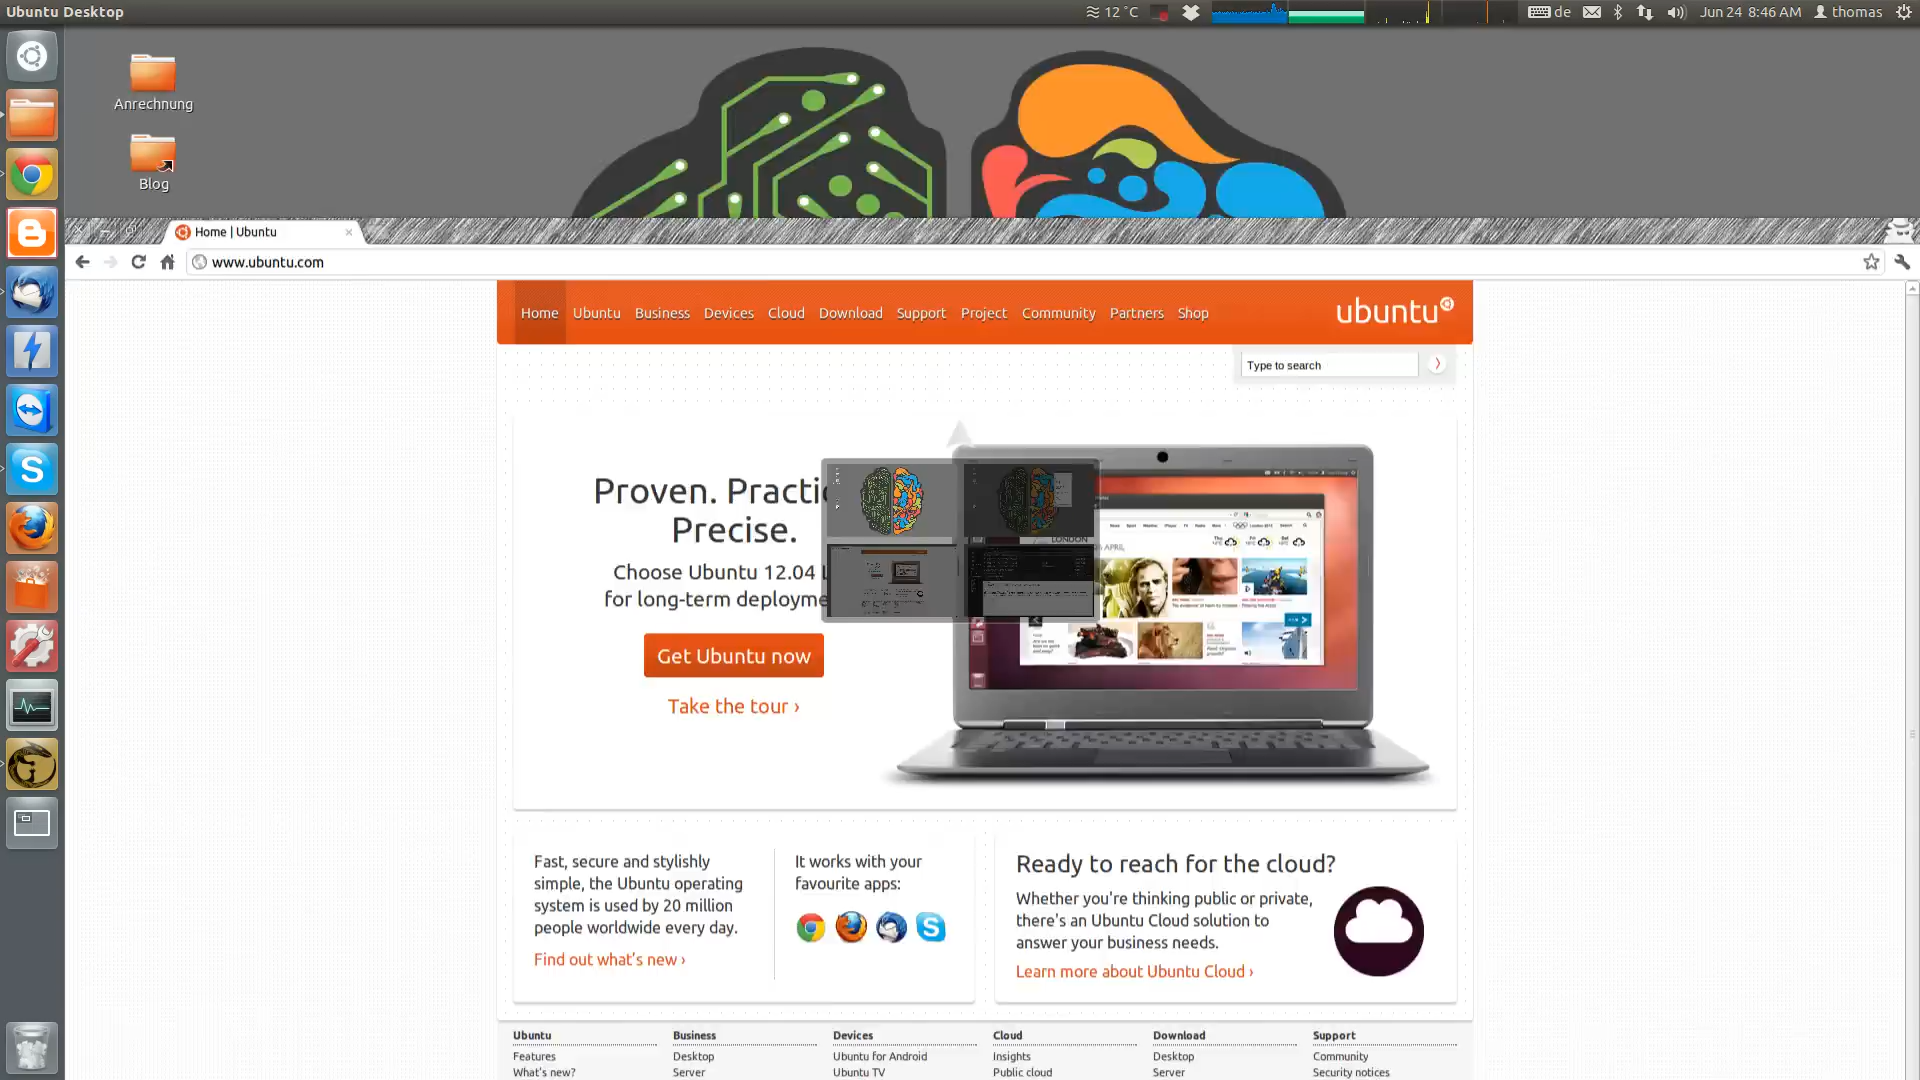 Ubuntu Desktop
12 °C
de
Jun 24 8:46 AM
thomas
Anrechnung
Blog
Home | Ubuntu
www.ubuntu.com
Home Ubuntu Business Devices Cloud Download Support Project Community Partners Shop
ubuntu
Type to search
Proven. Practic
Precise.
Choose Ubuntu 12.04 L
for long-term deployme
Get Ubuntu now
Take the tour ›
LONDON
Fast, secure and stylishly
simple, the Ubuntu operating
system is used by 20 million
people worldwide every day.
Find out what's new ›
It works with your
favourite apps:
Ready to reach for the cloud?
Whether you're thinking public or private,
there's an Ubuntu Cloud solution to
answer your business needs.
Learn more about Ubuntu Cloud ›
Ubuntu Business Devices Cloud Download Support
Features Desktop Ubuntu for Android Insights Desktop Community
What's new? Server Ubuntu TV Public cloud Server Security notices